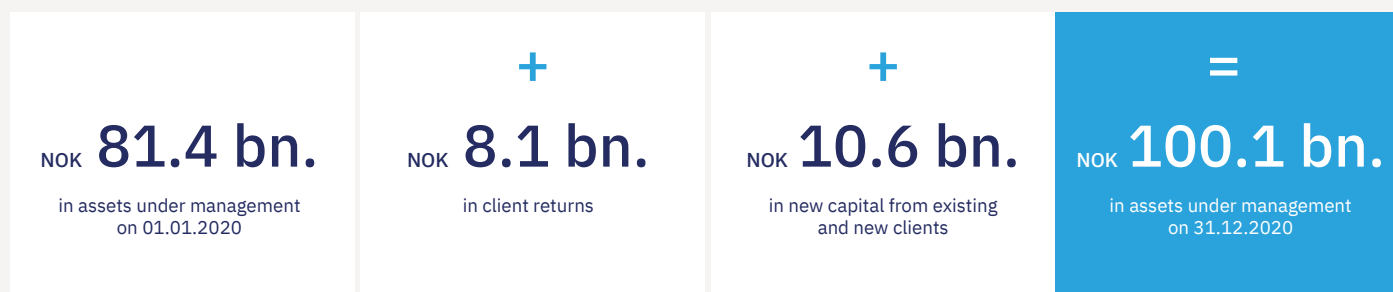 NOK 81.4 bn.
in assets under management
on 01.01.2020
+
NOK 8.1 bn.
in client returns
+
NOK 10.6 bn.
in new capital from existing
and new clients
=
NOK 100.1 bn.
in assets under management
on 31.12.2020